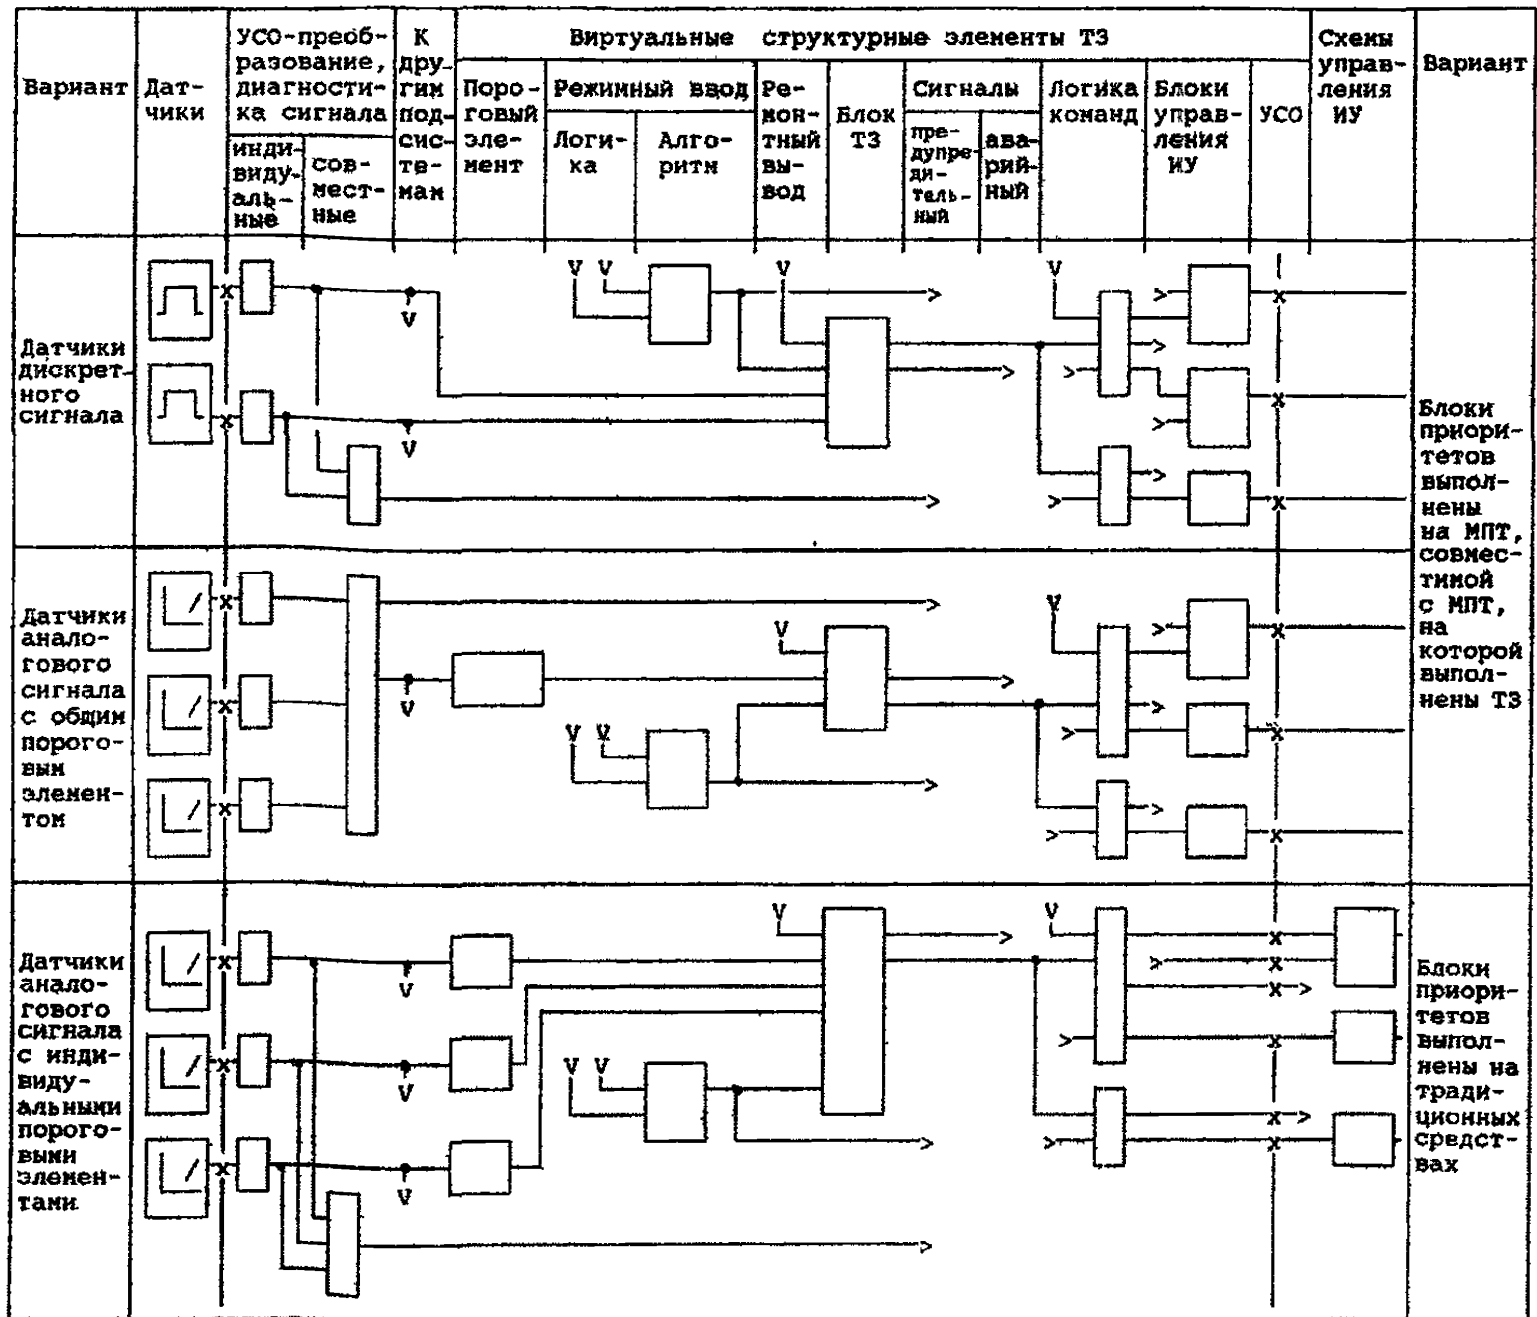 Вариант
Дат-
чики
УСО-преоб-
разование,
диагности-
ка сигнала
инди-
виду-
аль-
ные
сов-
мест-
ные
К
дру-
гим
под-
сис-
те-
мам
Виртуальные структурные элементы ТЗ
Поро-
говый
эле-
мент
Режимный ввод
Логи-
ка
Алго-
ритм
Ре-
мон-
тный
вы-
вод
Блок
ТЗ
Сигналы
пре-
дупре-
ди-
тель-
ный
ава-
рий-
ный
Логика
команд
Блоки
управ-
ления
ИУ
УСО
Схемы
управ-
ления
ИУ
Вариант
Датчики
дискрет-
ного
сигнала
Датчики
анало-
гового
сигнала
с общим
порого-
вым
элемен-
том
Датчики
анало-
гового
сигнала
с инди-
виду-
альными
порого-
выми
элемен-
тами
Блоки
приори-
тетов
выпол-
нены
на МПТ,
совмес-
тимой
с МПТ,
на
которой
выпол-
нены ТЗ
Блоки
приори-
тетов
выпол-
нены на
тради-
ционных
средст-
вах